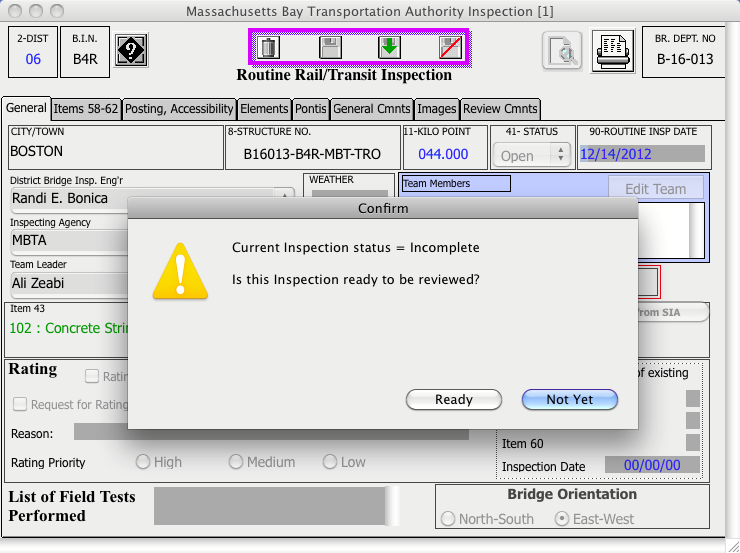 Massachusetts Bay Transportation Authority Inspection [1]
2-DIST
06
B.I.N.
B4R
?
Routine Rail/Transit Inspection
BR. DEPT. NO
B-16-013
General Items 58-62 Posting, Accessibility Elements Pontis General Cmnts Images Review Cmnts
CITY/TOWN
BOSTON
8-STRUCTURE NO.
B16013-B4R-MBT-TRO
11-KILO POINT
044.000
41- STATUS
Open
90-ROUTINE INSP DATE
12/14/2012
District Bridge Insp. Eng'r
Randi E. Bonica
WEATHER
Team Members
Edit Team
Inspecting Agency
MBTA
Team Leader
Ali Zeabi
Confirm
Current Inspection status = Incomplete
Is this Inspection ready to be reviewed?
Ready
Not Yet
Item 43
102 : Concrete
from SIA
Rating
of existing
Request for Rating
Reason:
Item 60
Rating Priority
High
Medium
Low
Inspection Date
00/00/00
List of Field Tests
Performed
Bridge Orientation
North-South
East-West